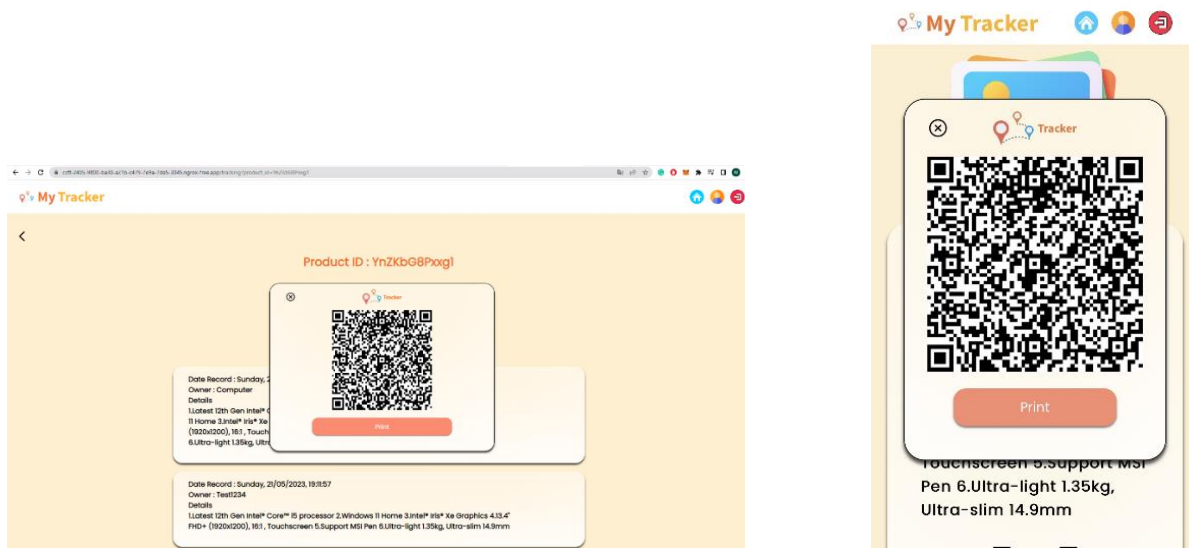 My Tracker
Product ID : YnZKbG8Pxxg1
Tracker
Print
Date Record : Sunday, 2
Owner : Computer
Details
1.Latest 12th Gen Intel®
11 Home 3.Intel® Iris® Xe
(1920x1200), 16:1 , Touch
6.Ultra-light 1.35kg, Ultr
Date Record : Sunday, 21/05/2023, 19:11:57
Owner : Test1234
Details
1.Latest 12th Gen Intel® Core™ i5 processor 2.Windows 11 Home 3.Intel® Iris® Xe Graphics 4.13.4"
FHD+ (1920x1200), 16:1 , Touchscreen 5.Support MSI Pen 6.Ultra-light 1.35kg, Ultra-slim 14.9mm
My Tracker
Tracker
Print
Touchscreen 5.Support MSI
Pen 6.Ultra-light 1.35kg,
Ultra-slim 14.9mm